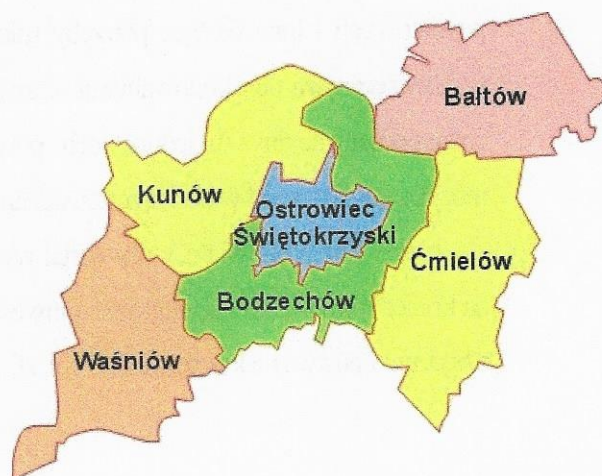 Bałtów
Kunów
Ostrowiec
Świętokrzyski
Ćmielów
Bodzechów
Waśniów